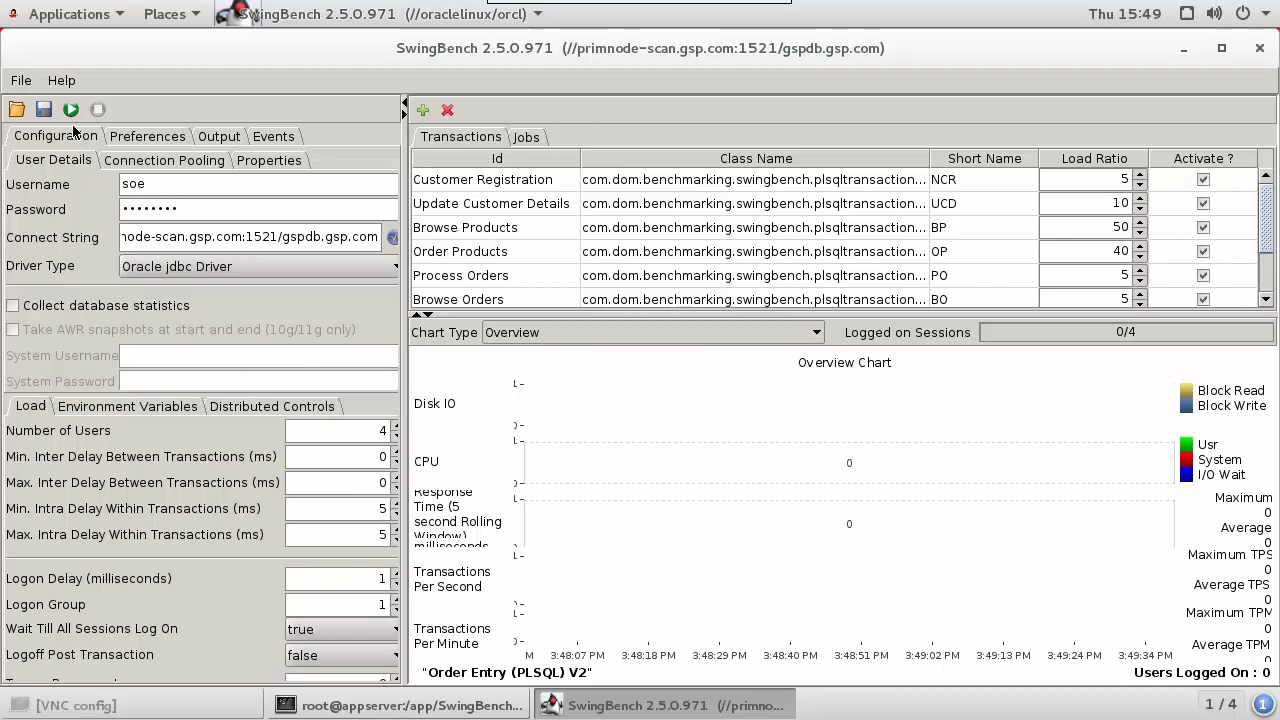 Applications Places SwingBench 2.5.0.971 (//oraclelinux/orcl) Thu 15:49
SwingBench 2.5.0.971 (//primnode-scan.gsp.com:1521/gspdb.gsp.com)
File Help
Configuration Preferences Output Events
User Details Connection Pooling Properties
Username soe
Password ••••••••
Connect String node-scan.gsp.com:1521/gspdb.gsp.com
Driver Type Oracle jdbc Driver
Collect database statistics
Take AWR snapshots at start and end (10g/11g only)
System Username
System Password
Load Environment Variables Distributed Controls
Number of Users 4
Min. Inter Delay Between Transactions (ms) 0
Max. Inter Delay Between Transactions (ms) 0
Min. Intra Delay Within Transactions (ms) 5
Max. Intra Delay Within Transactions (ms) 5
Logon Delay (milliseconds) 1
Logon Group 1
Wait Till All Sessions Log On true
Logoff Post Transaction false
Transactions Jobs
Id Class Name Short Name Load Ratio Activate ?
Customer Registration com.dom.benchmarking.swingbench.plsqltransaction... NCR 5
Update Customer Details com.dom.benchmarking.swingbench.plsqltransaction... UCD 10
Browse Products com.dom.benchmarking.swingbench.plsqltransaction... BP 50
Order Products com.dom.benchmarking.swingbench.plsqltransaction... OP 40
Process Orders com.dom.benchmarking.swingbench.plsqltransaction... PO 5
Browse Orders com.dom.benchmarking.swingbench.plsqltransaction... BO 5
Chart Type Overview Logged on Sessions 0/4
Overview Chart
Disk IO 1 0 Block Read
Block Write
CPU 1 0 0 Usr
System
I/O Wait
Response
Time (5
second Rolling
Window)
milliseconds
1 0
Maximum
0
Average
0
Transactions
Per Second
1
Maximum TPS
0
Average TPS
0
Transactions
Per Minute
1 0
Maximum TPM
0
Average TPM
M 3:48:07 PM 3:48:18 PM 3:48:29 PM 3:48:40 PM 3:48:51 PM 3:49:02 PM 3:49:13 PM 3:49:24 PM 3:49:34 PM
"Order Entry (PLSQL) V2" Users Logged On : 0
[VNC config] root@appserver:/app/SwingBench... SwingBench 2.5.0.971 (//primno... 1 / 4 1